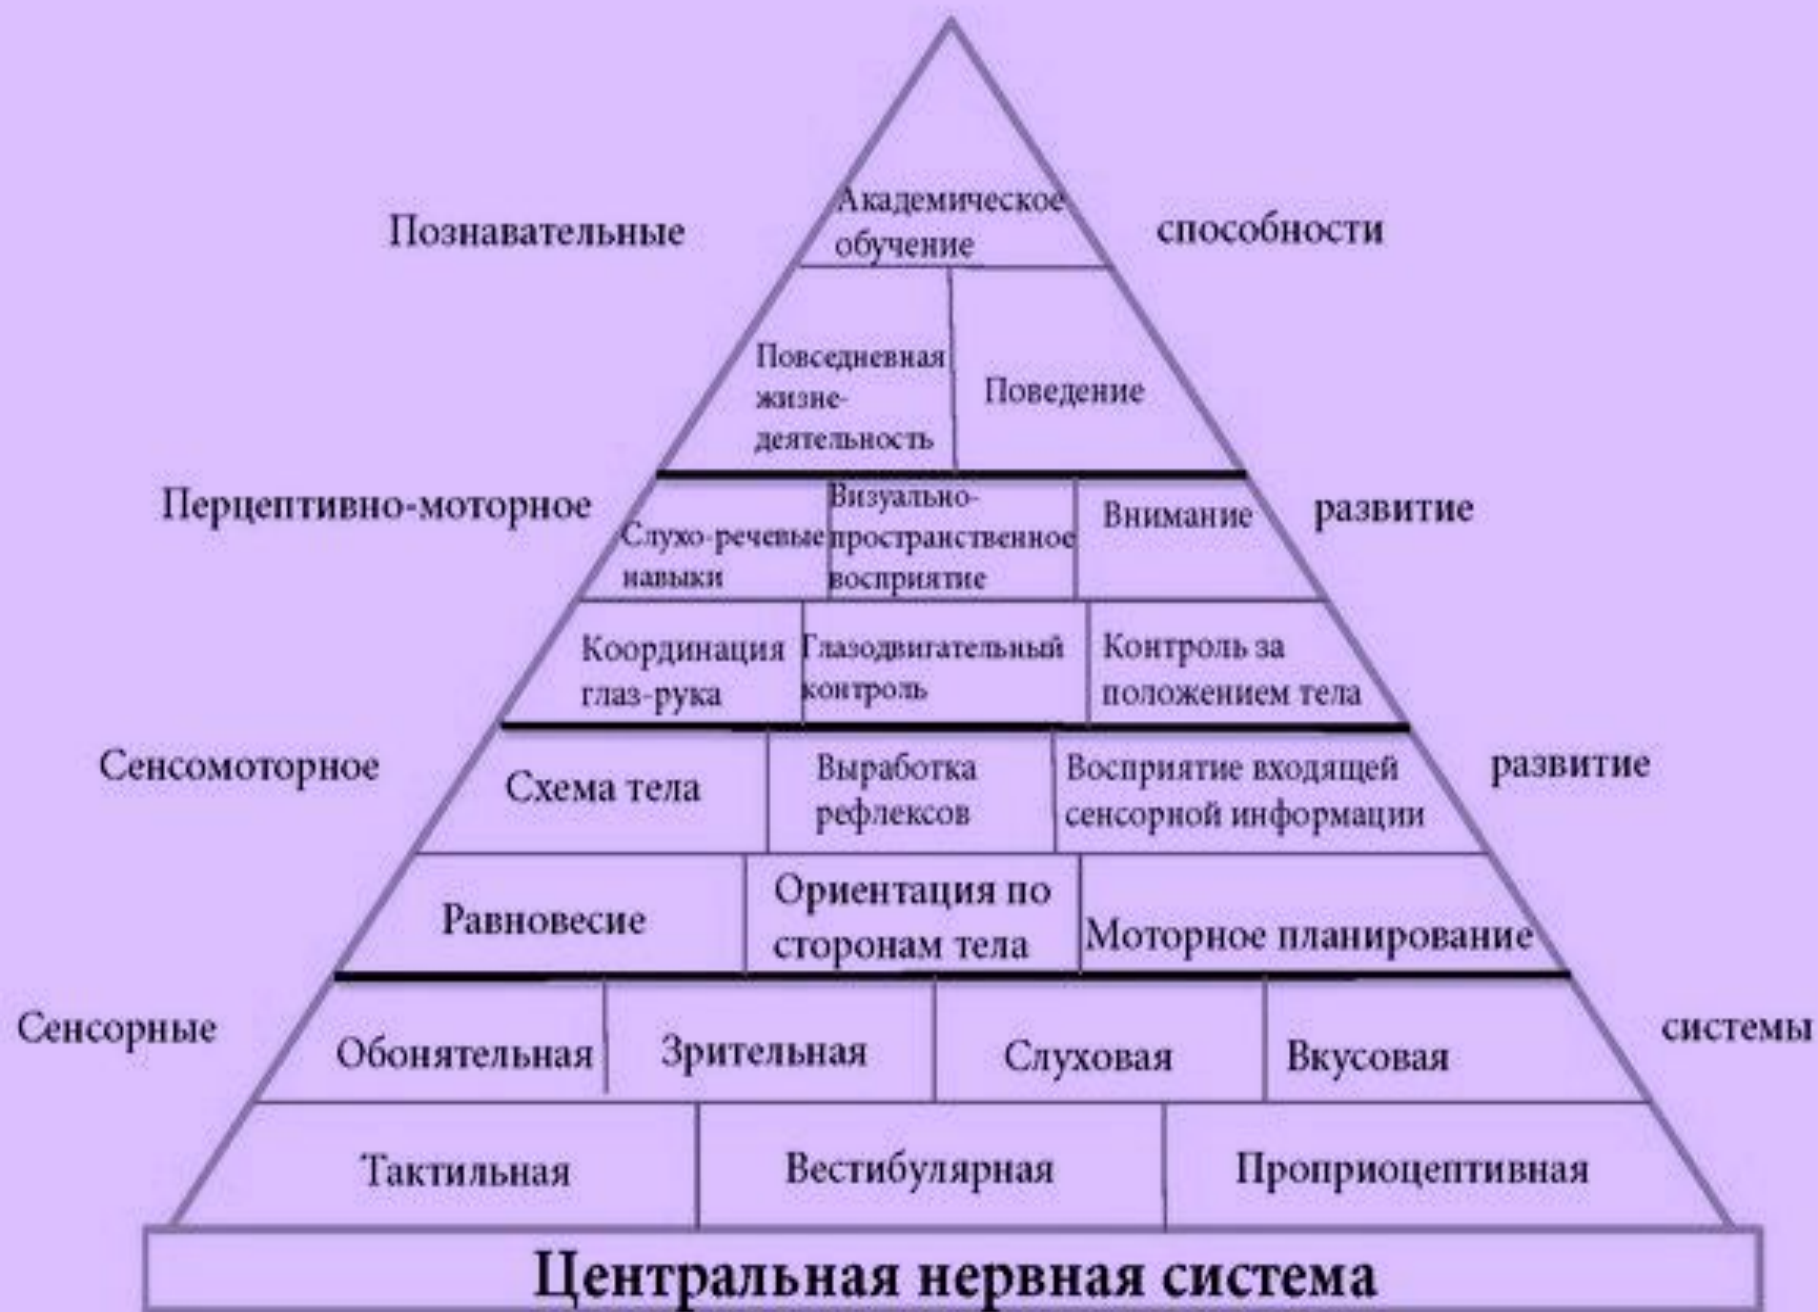 Академическое
обучение
Познавательные
способности
Повседневная
жизне-
деятельность
Поведение
Перцептивно-моторное
развитие
Слухо-речевые
навыки
Визуально-
пространственное
восприятие
Внимание
Координация
глаз-рука
Глазодвигательный
контроль
Контроль за
положением тела
Сенсомоторное
развитие
Схема тела
Выработка
рефлексов
Восприятие входящей
сенсорной информации
Равновесие
Ориентация по
сторонам тела
Моторное планирование
Сенсорные
системы
Обонятельная
Зрительная
Слуховая
Вкусовая
Тактильная
Вестибулярная
Проприоцептивная
Центральная нервная система